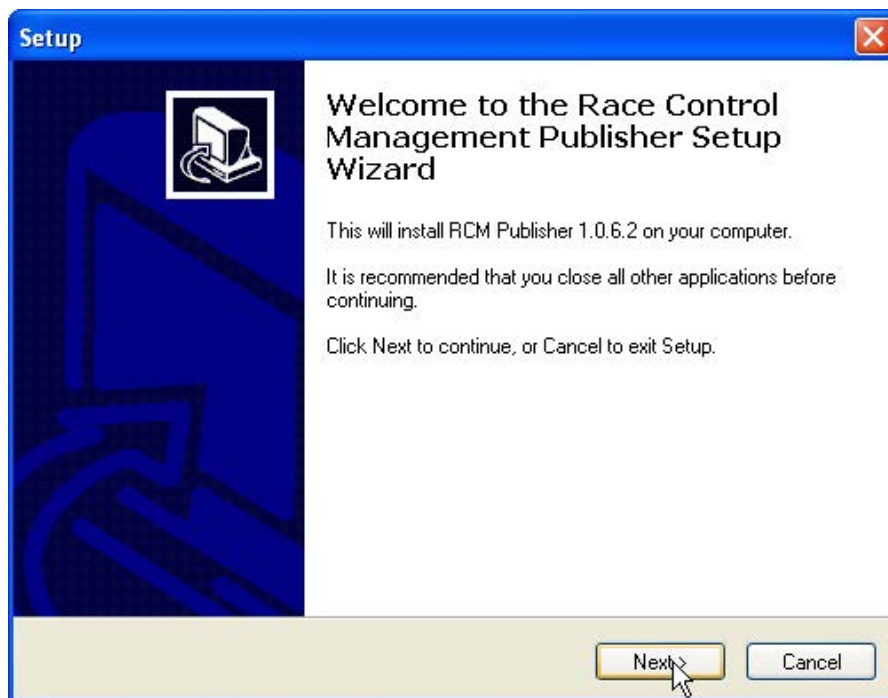 Setup
Welcome to the Race Control
Management Publisher Setup
Wizard
This will install RCM Publisher 1.0.6.2 on your computer.
It is recommended that you close all other applications before
continuing.
Click Next to continue, or Cancel to exit Setup.
Next >
Cancel